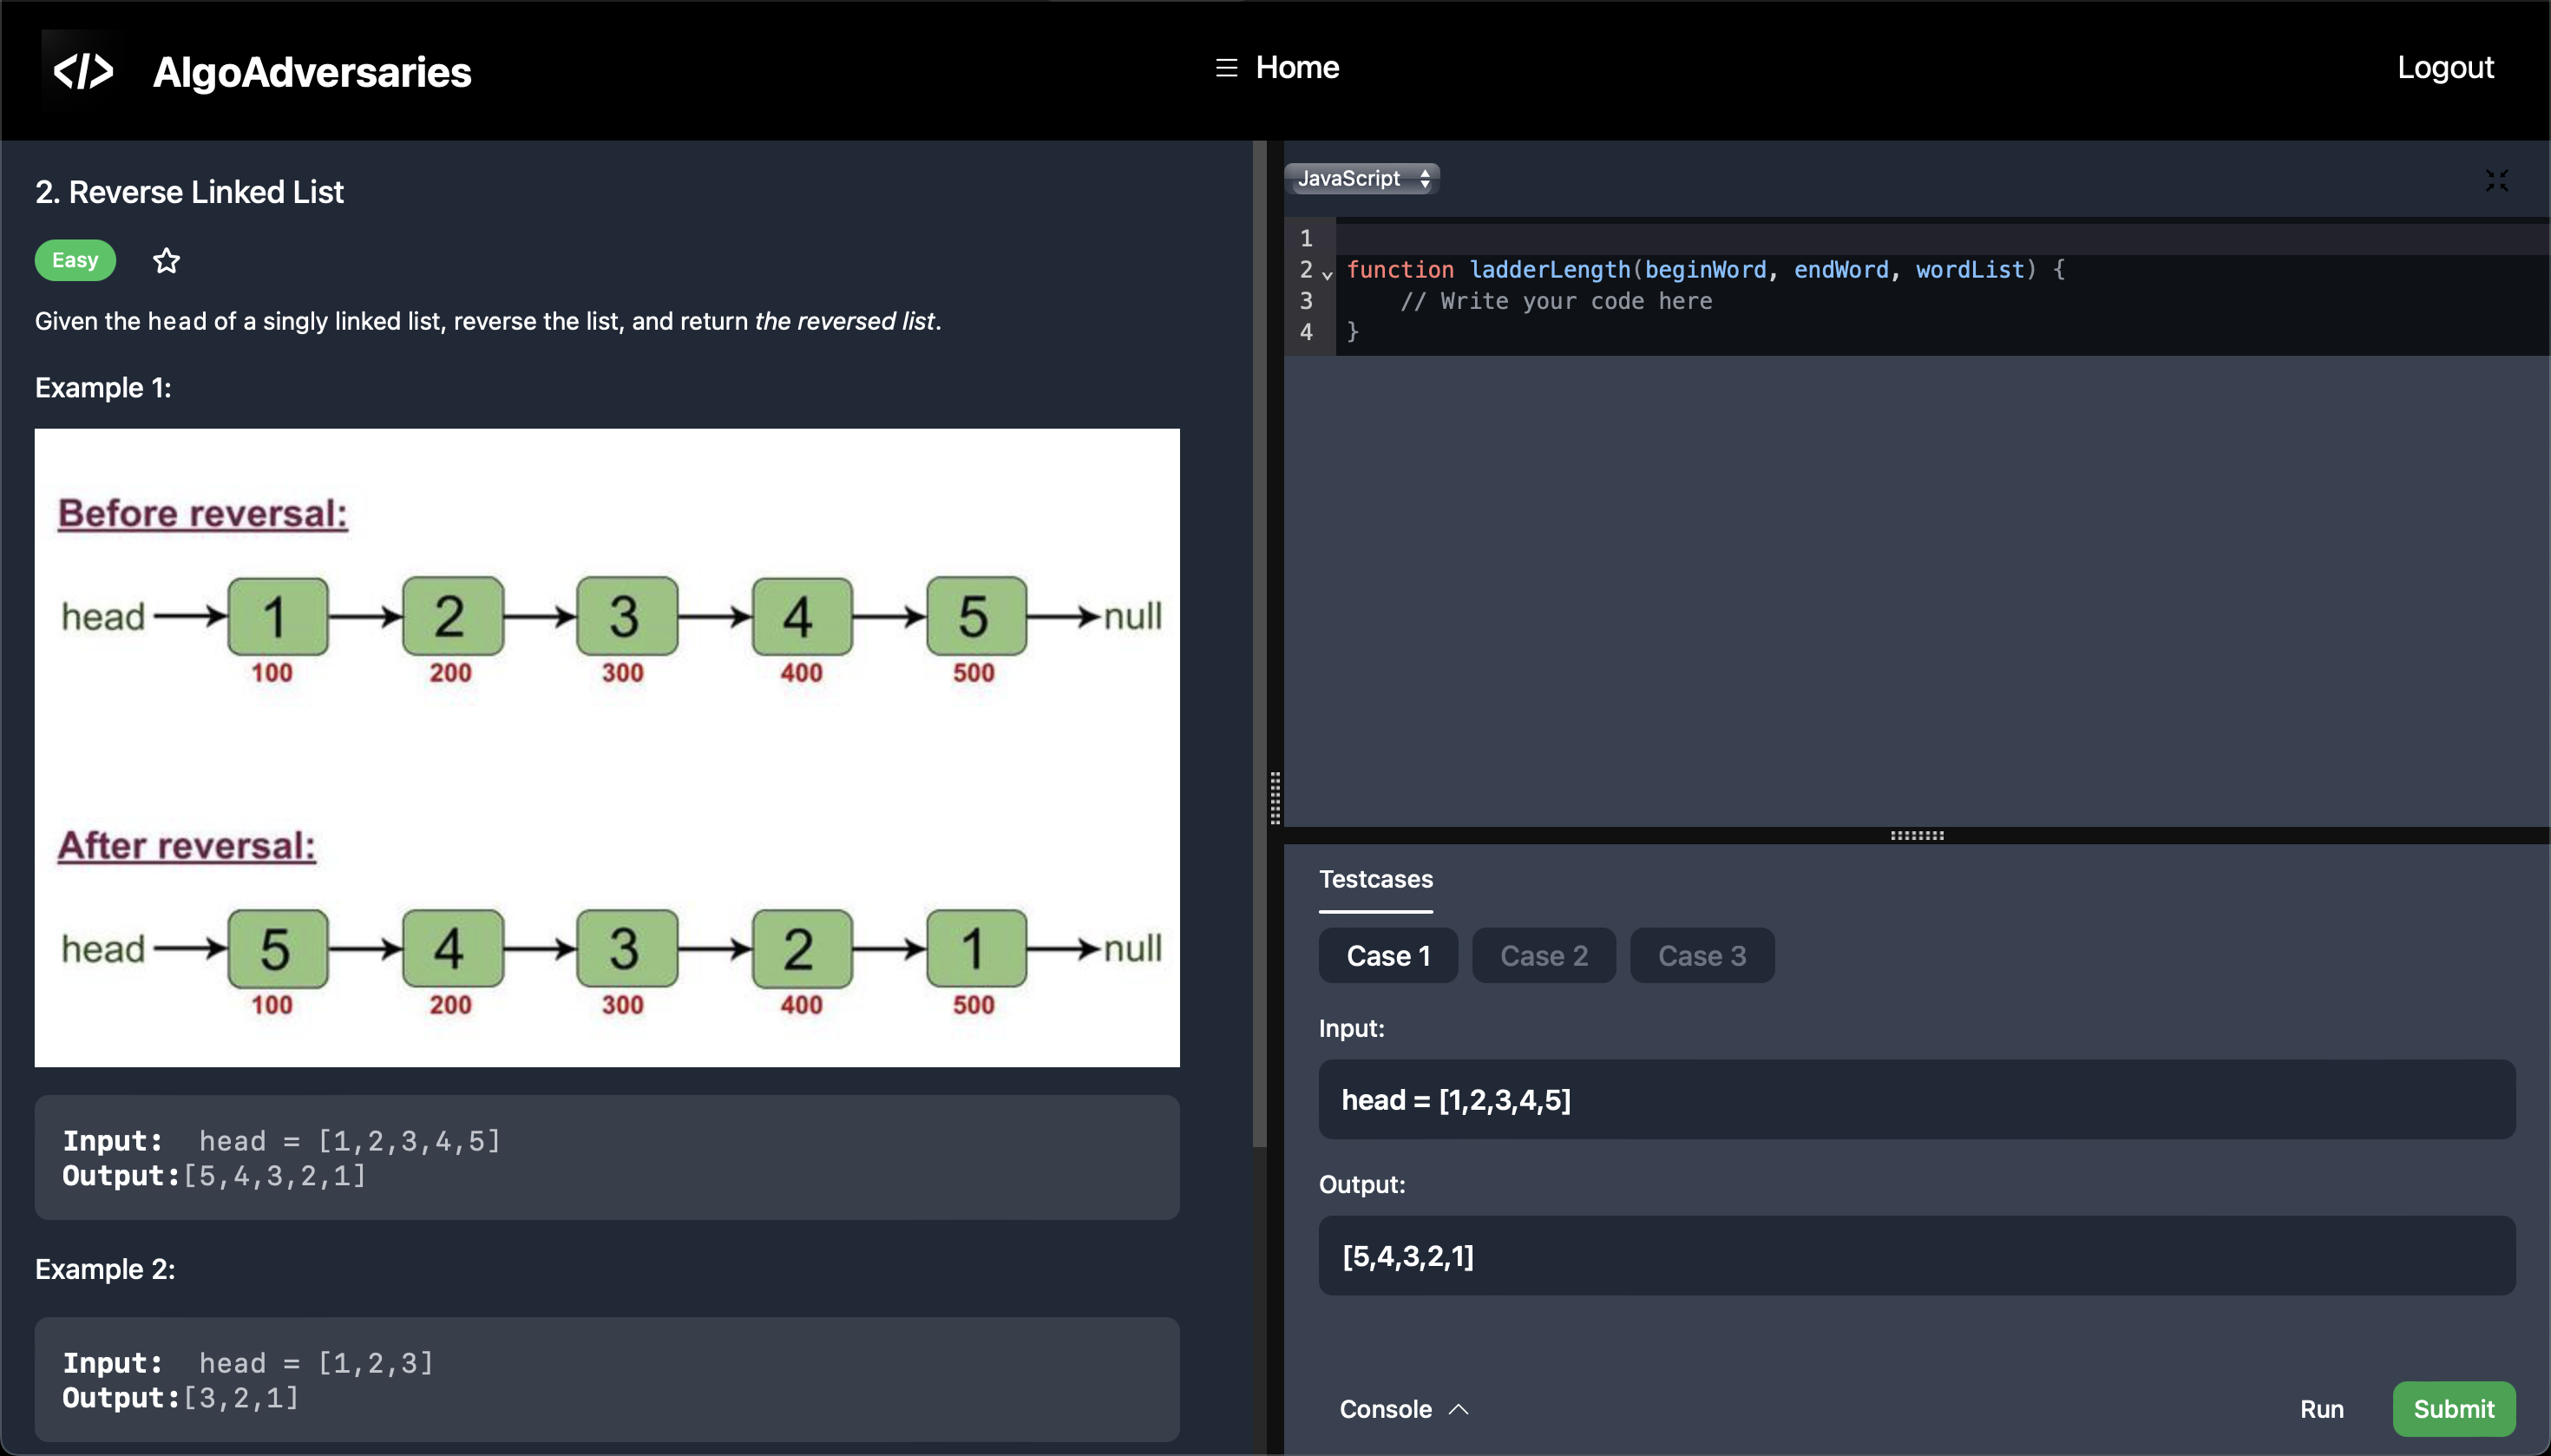 </> AlgoAdversaries
Home
Logout
2. Reverse Linked List
Easy
Given the head of a singly linked list, reverse the list, and return the reversed list.
Example 1:
Before reversal:
head 1 2 3 4 5 null
100 200 300 400 500
After reversal:
head 5 4 3 2 1 null
100 200 300 400 500
Input: head = [1,2,3,4,5]
Output:[5,4,3,2,1]
Example 2:
Input: head = [1,2,3]
Output:[3,2,1]
JavaScript
1
2 function ladderLength(beginWord, endWord, wordList) {
3 // Write your code here
4 }
Testcases
Case 1 Case 2 Case 3
Input:
head = [1,2,3,4,5]
Output:
[5,4,3,2,1]
Console
Run
Submit